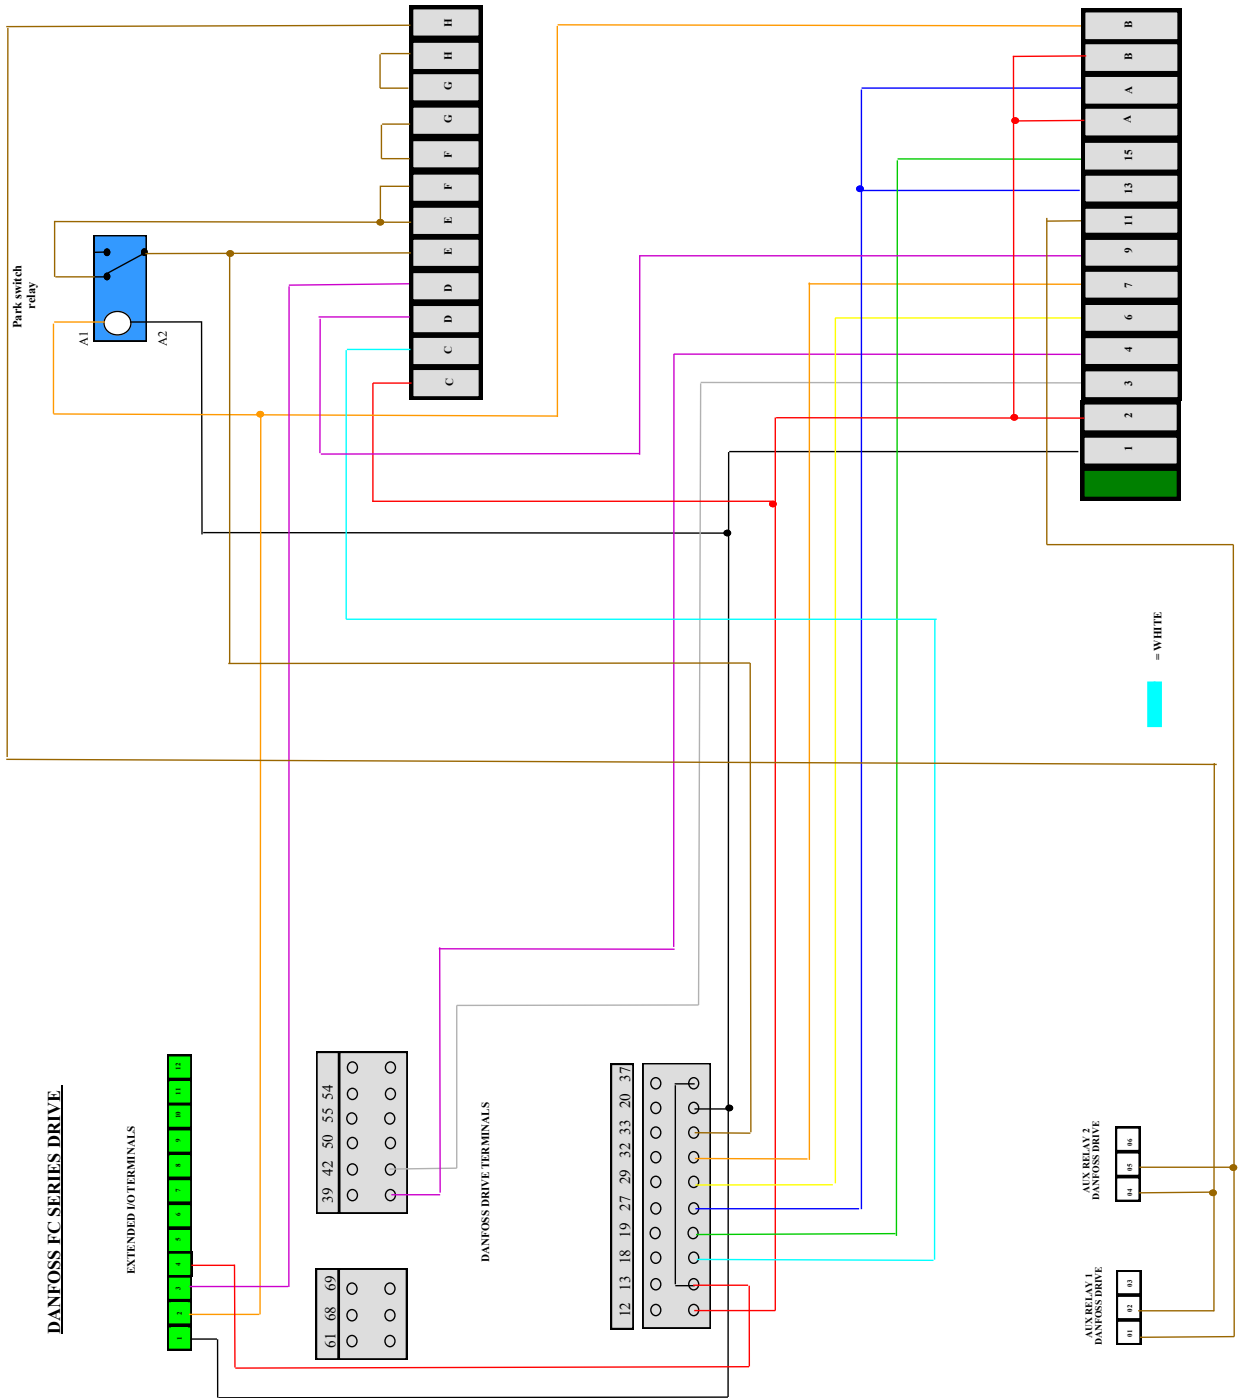 DANFOSS FC SERIES DRIVE
EXTENDED I/O TERMINALS
1 2 3 4 5 6 7 8 9 10 11 12
61 68 69
39 42 50 55 54
DANFOSS DRIVE TERMINALS
12 13 18 19 27 29 32 33 20 37
AUX RELAY 1
DANFOSS DRIVE
01 02 03
AUX RELAY 2
DANFOSS DRIVE
04 05 06
= WHITE
Park switch
relay
A1
A2
C C D D E E F F G G H H
1 2 3 4 6 7 9 11 13 15 A A B B